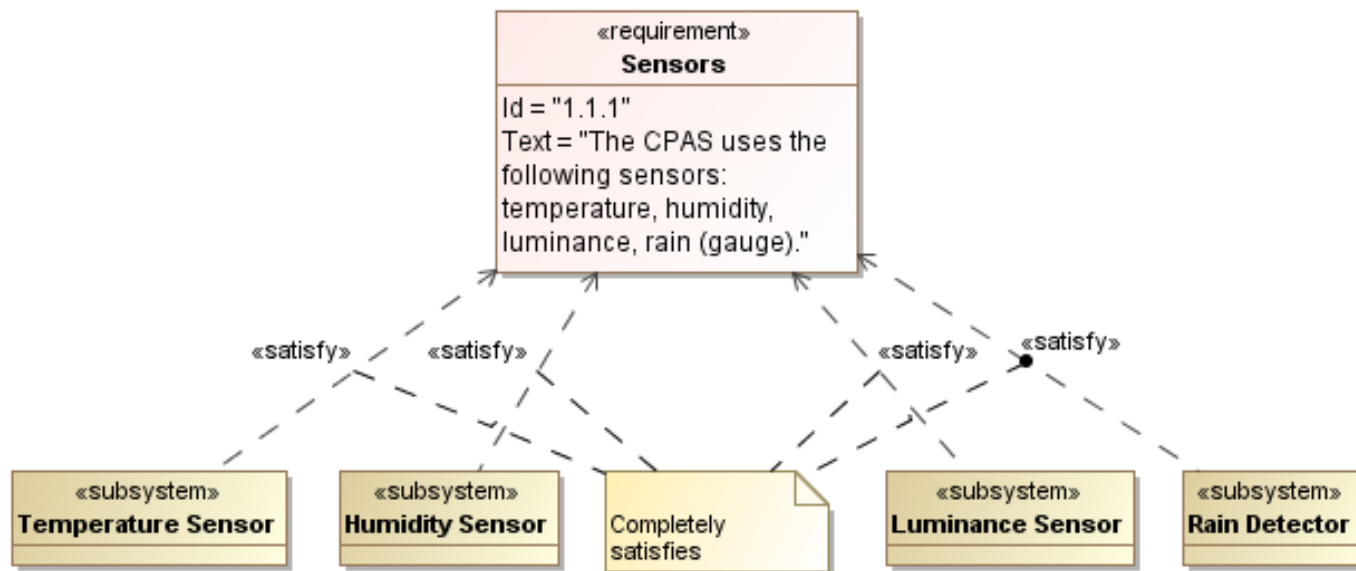 «requirement»
Sensors
Id = "1.1.1"
Text = "The CPAS uses the
following sensors:
temperature, humidity,
luminance, rain (gauge)."
«satisfy»
«satisfy»
«satisfy»
«satisfy»
«subsystem»
Temperature Sensor
«subsystem»
Humidity Sensor
Completely
satisfies
«subsystem»
Luminance Sensor
«subsystem»
Rain Detector